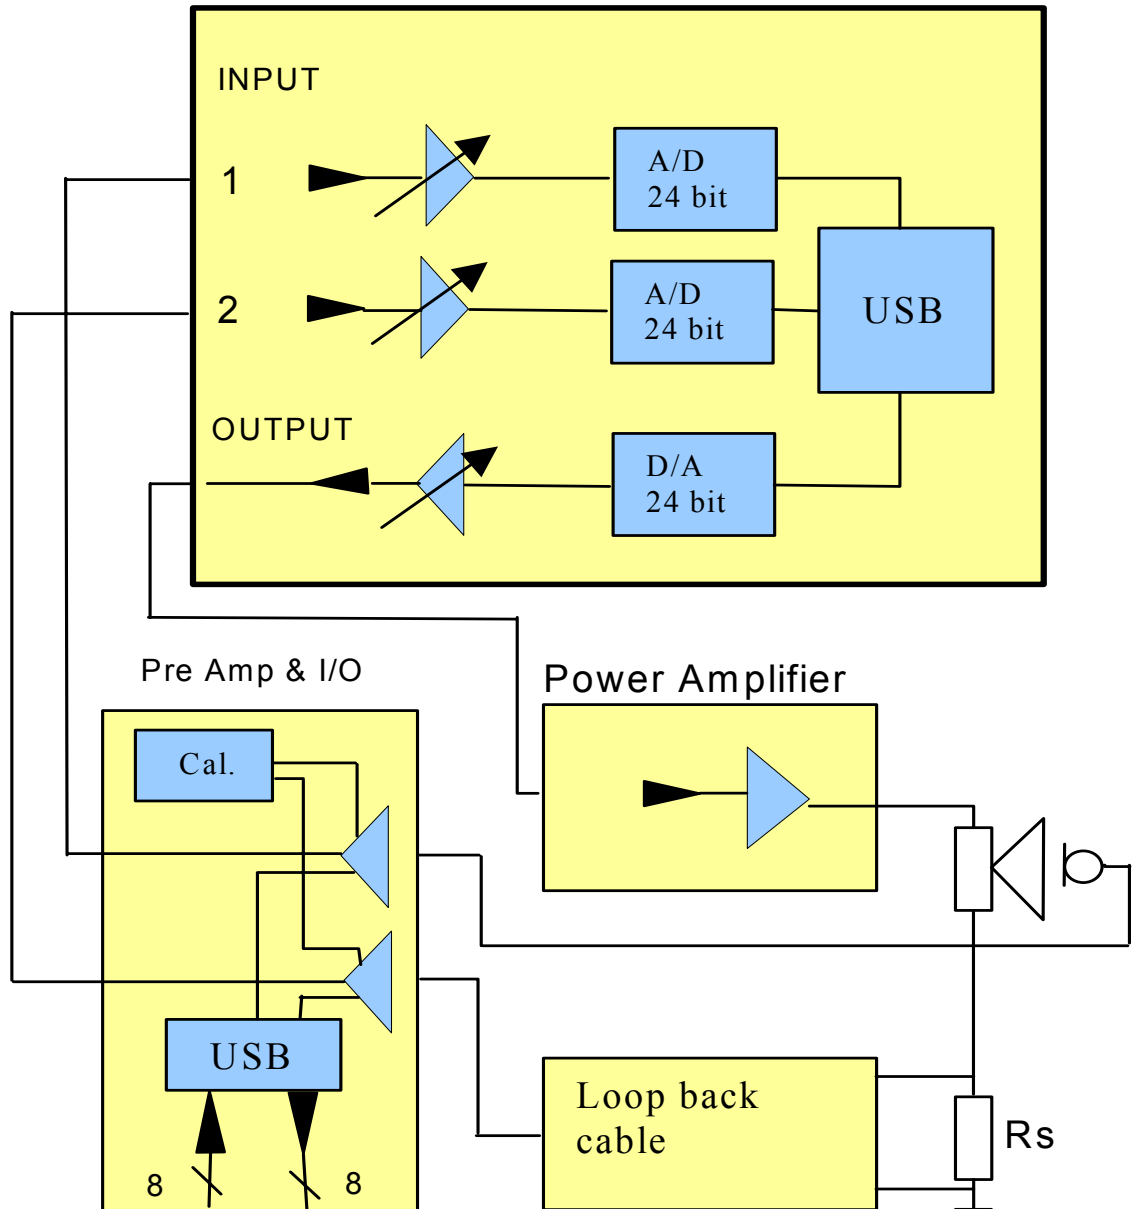 INPUT
1
A/D
24 bit
2
A/D
24 bit
USB
OUTPUT
D/A
24 bit
Pre Amp & I/O
Power Amplifier
Cal.
USB
8
8
Loop back
cable
Rs